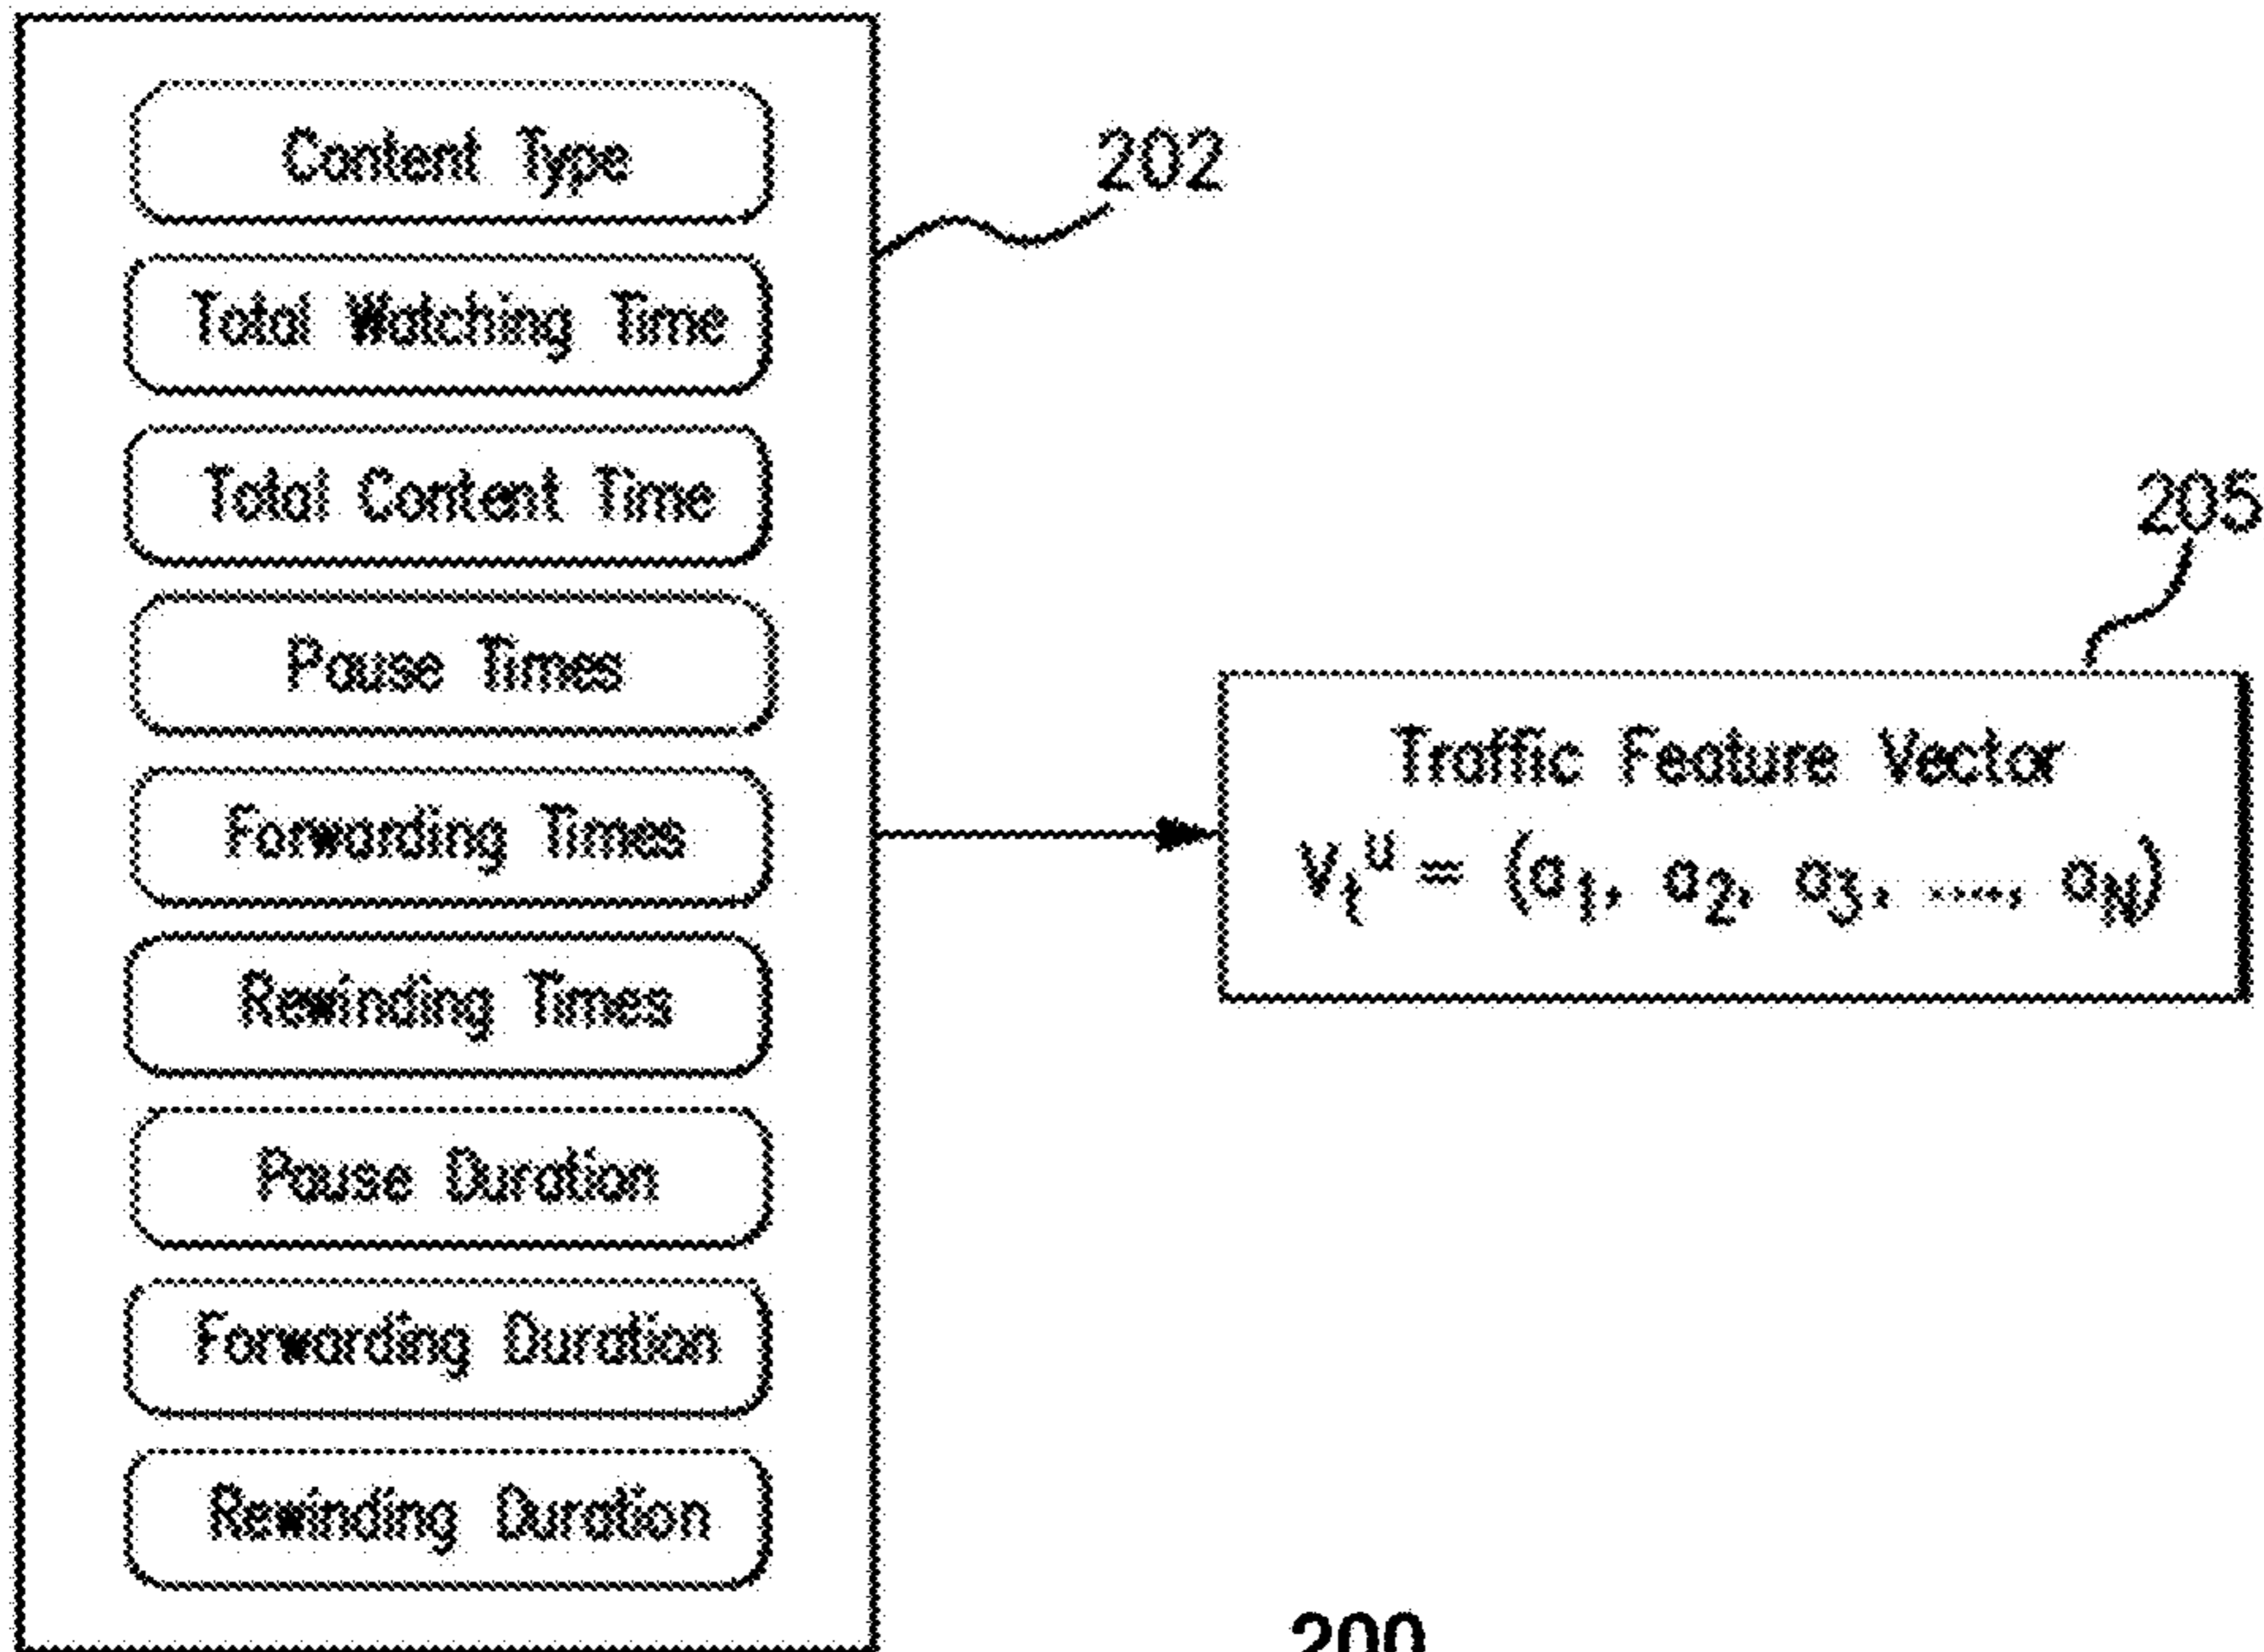 Content Type
202
Total Watching Time
Total Content Time
205
Pause Times
Traffic Feature Vector
Forwarding Times
V_t^u = (a_1, a_2, a_3, ...., a_N)
Rewinding Times
Pause Duration
Forwarding Duration
Rewinding Duration
200